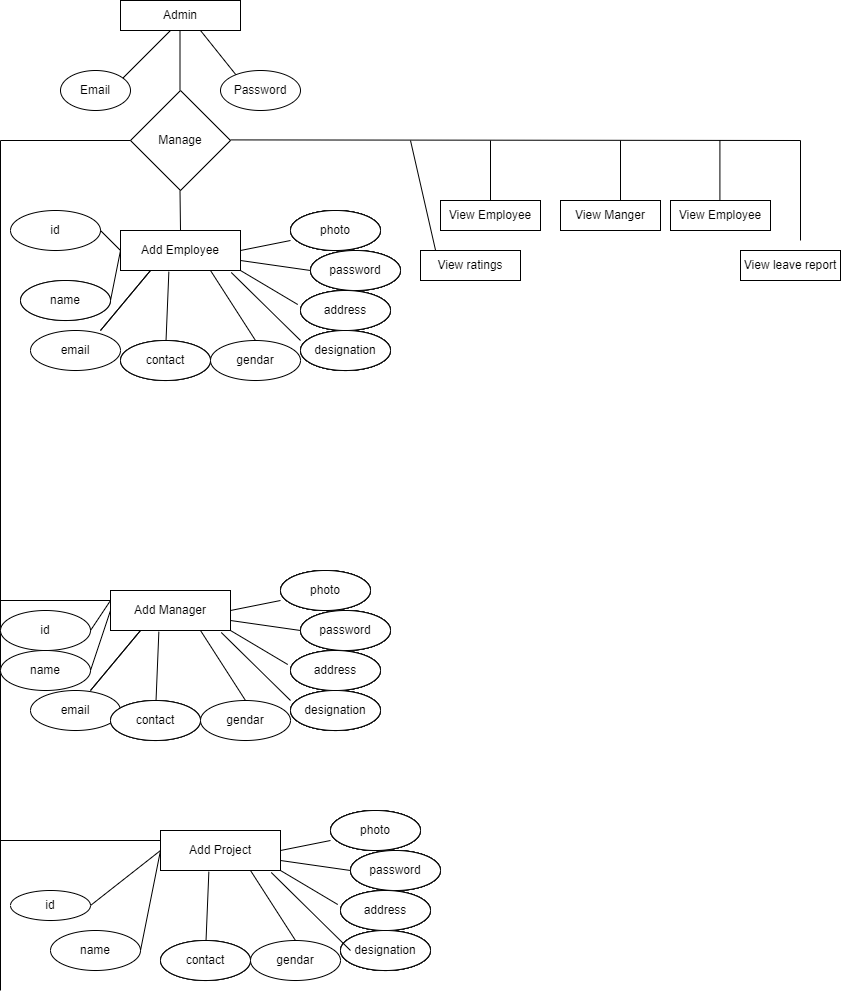 Admin
Email
Password
Manage
id
photo
View Employee
View Manger
View Employee
Add Employee
password
View ratings
View leave report
name
address
email
contact
gendar
designation
photo
Add Manager
id
password
name
address
email
contact
gendar
designation
photo
Add Project
password
id
address
name
contact
gendar
designation